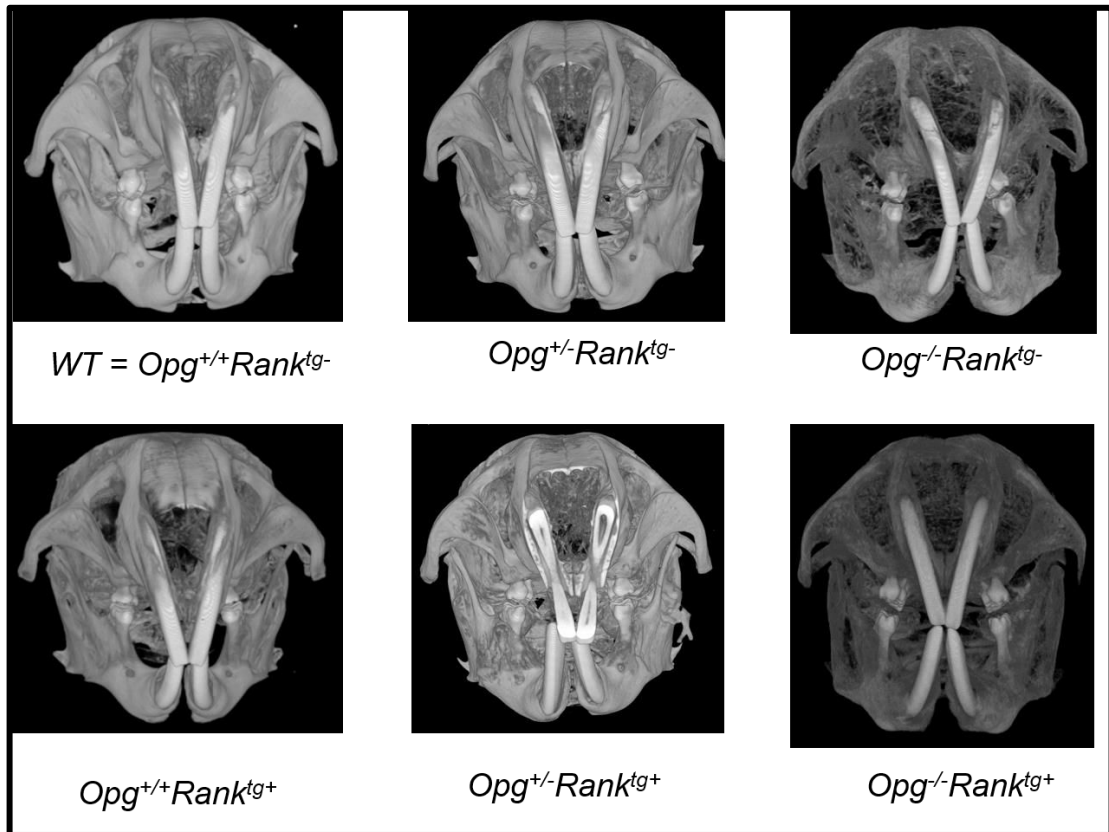 WT = Opg+/+Ranktg-
Opg+/-Ranktg-
Opg-/-Ranktg-
Opg+/+Ranktg+
Opg+/-Ranktg+
Opg-/-Ranktg+